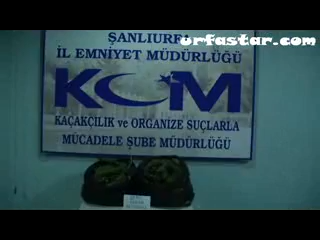 urfastar.com
ŞANLIURFA
İL EMNİYET MÜDÜRLÜĞÜ
KOM
KAÇAKÇILIK ve ORGANİZE SUÇLARLA
MÜCADELE ŞUBE MÜDÜRLÜĞÜ